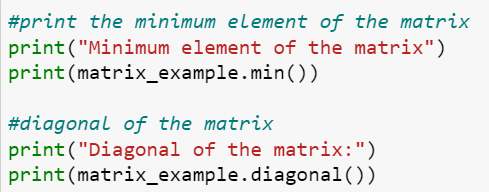 #print the minimum element of the matrix
print("Minimum element of the matrix")
print(matrix_example.min())
#diagonal of the matrix
print("Diagonal of the matrix:")
print(matrix_example.diagonal())